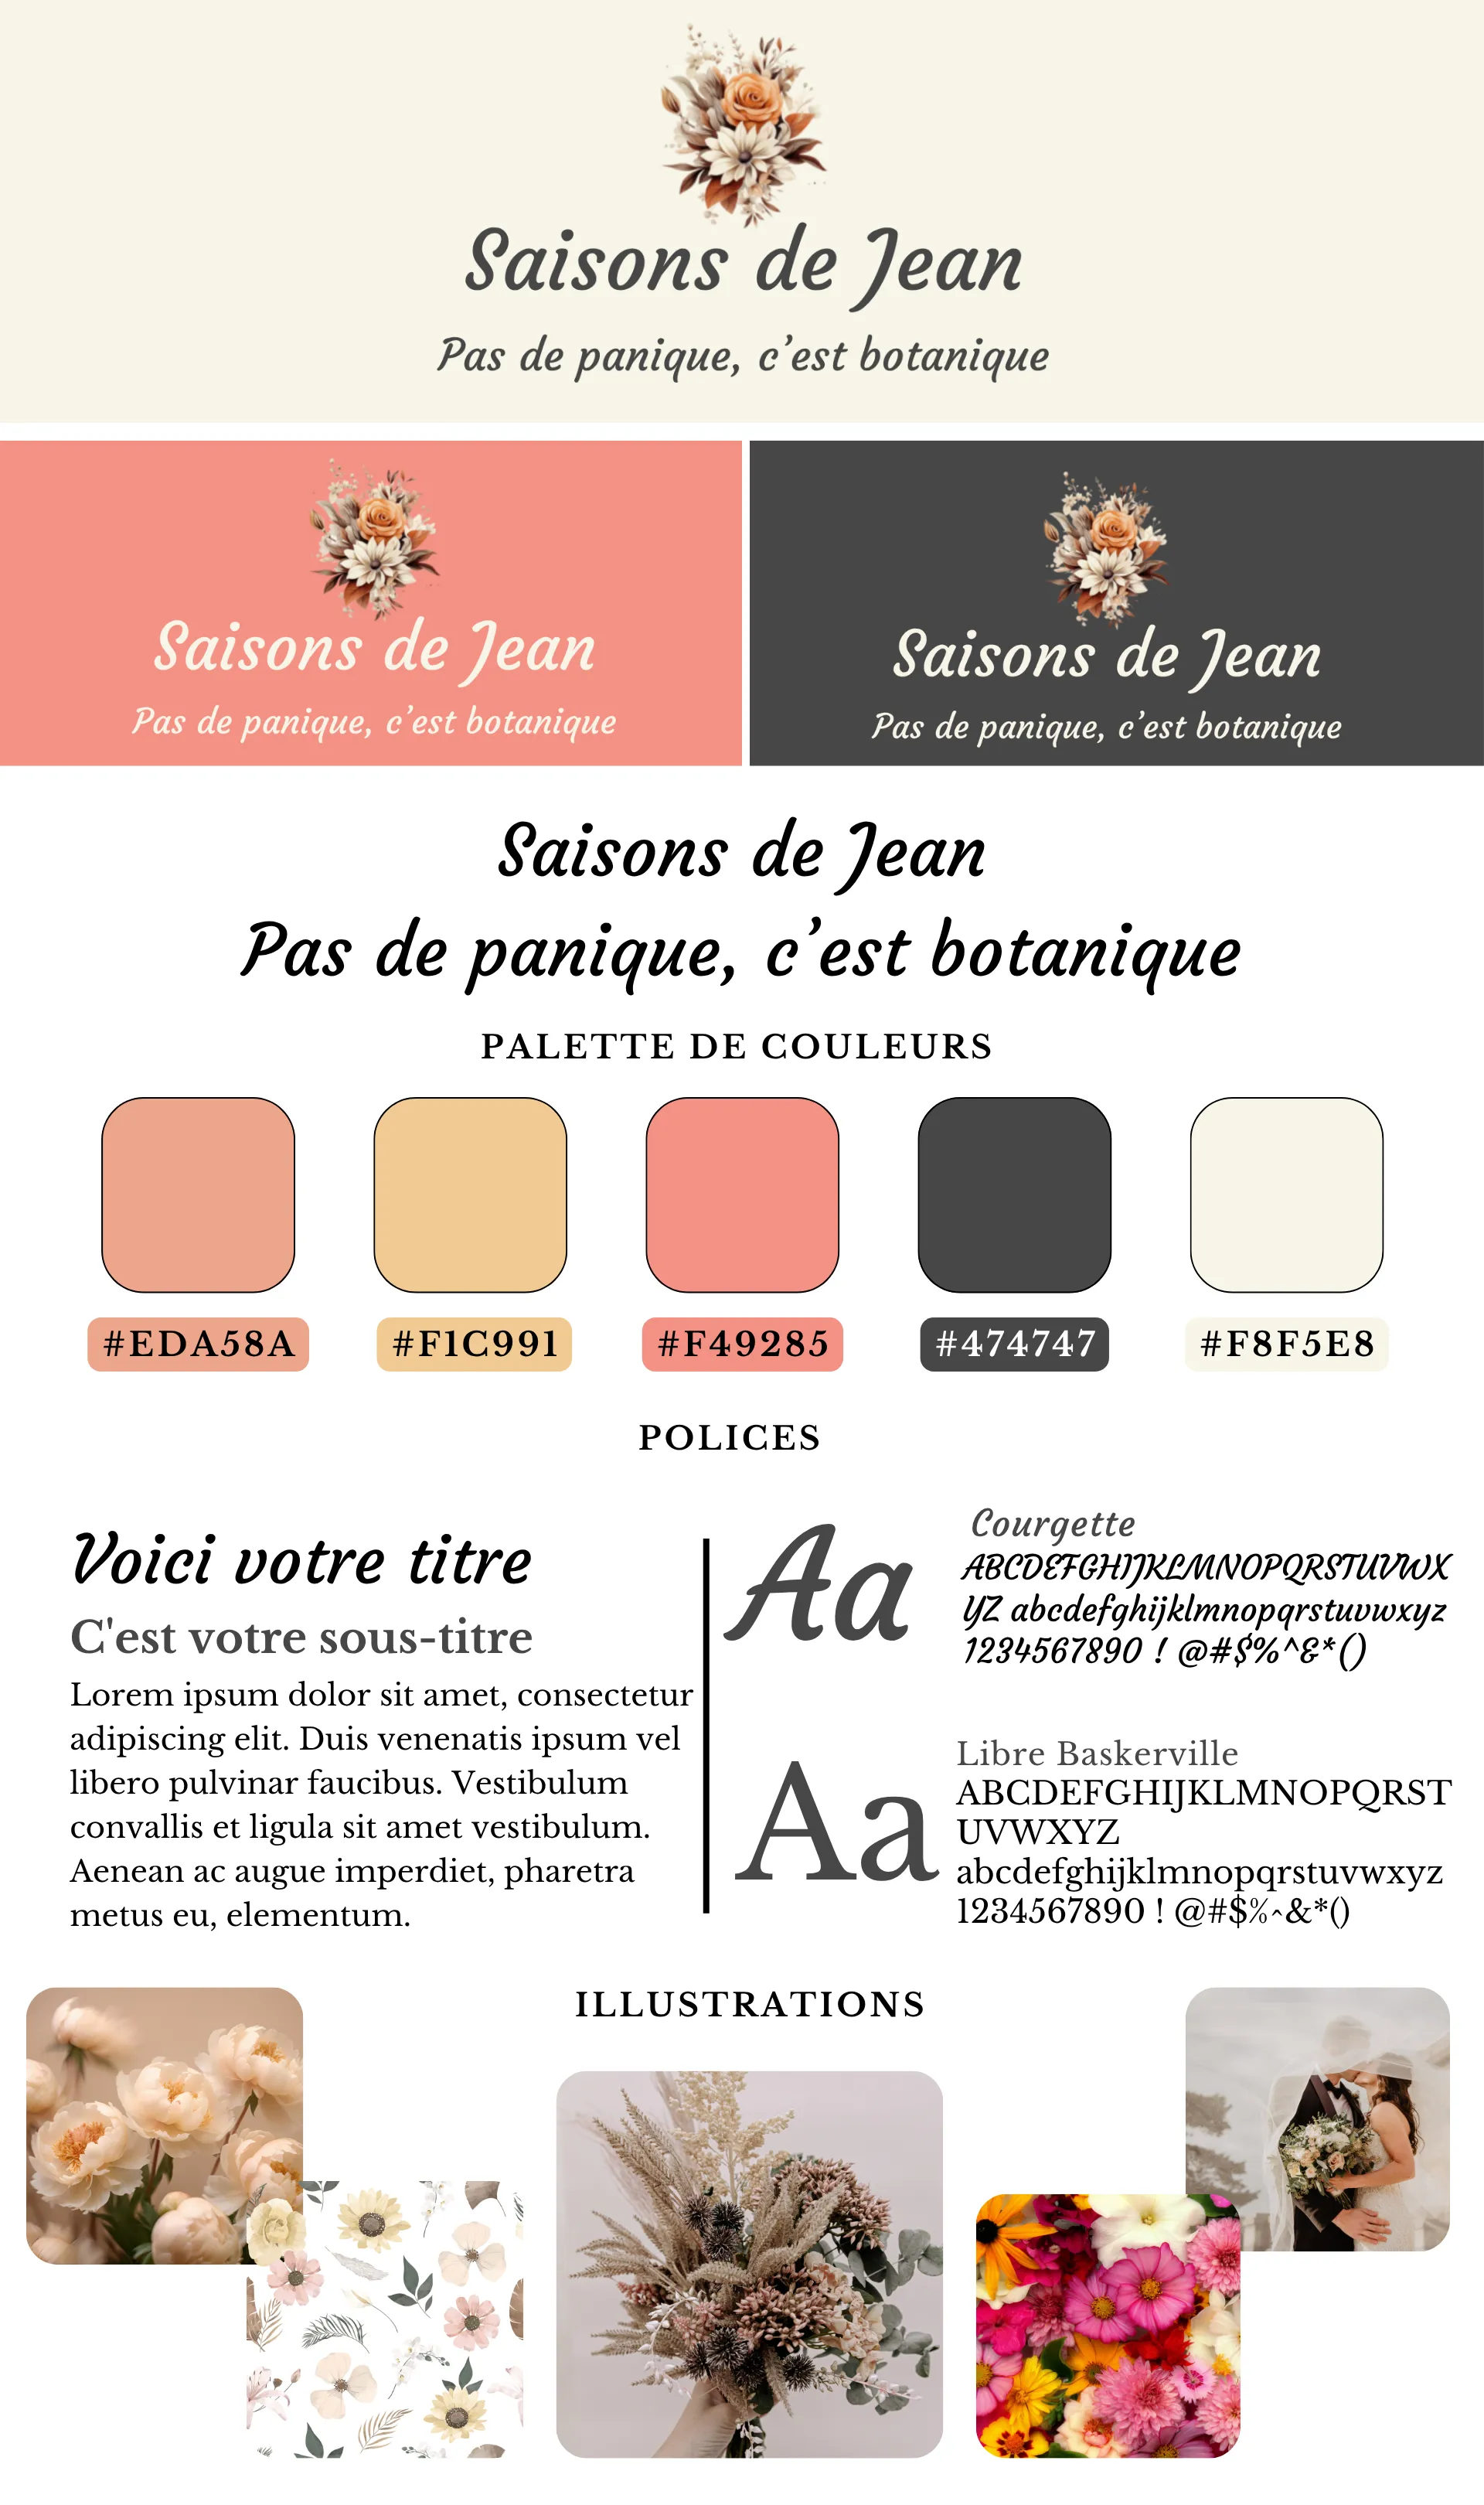 Saisons de Jean
Pas de panique, c’est botanique
Saisons de Jean
Pas de panique, c’est botanique
Saisons de Jean
Pas de panique, c’est botanique
Saisons de Jean
Pas de panique, c’est botanique
PALETTE DE COULEURS
#EDA58A
#F1C991
#F49285
#474747
#F8F5E8
POLICES
Voici votre titre
C'est votre sous-titre
Lorem ipsum dolor sit amet, consectetur
adipiscing elit. Duis venenatis ipsum vel
libero pulvinar faucibus. Vestibulum
convallis et ligula sit amet vestibulum.
Aenean ac augue imperdiet, pharetra
metus eu, elementum.
Aa
Courgette
ABCDEFGHIJKLMNOPQRSTUVWX
YZ abcdefghijklmnopqrstuvwxyz
1234567890 ! @#$%^&*()
Aa
Libre Baskerville
ABCDEFGHIJKLMNOPQRST
UVWXYZ
abcdefghijklmnopqrstuvwxyz
1234567890 ! @#$%^&*()
ILLUSTRATIONS